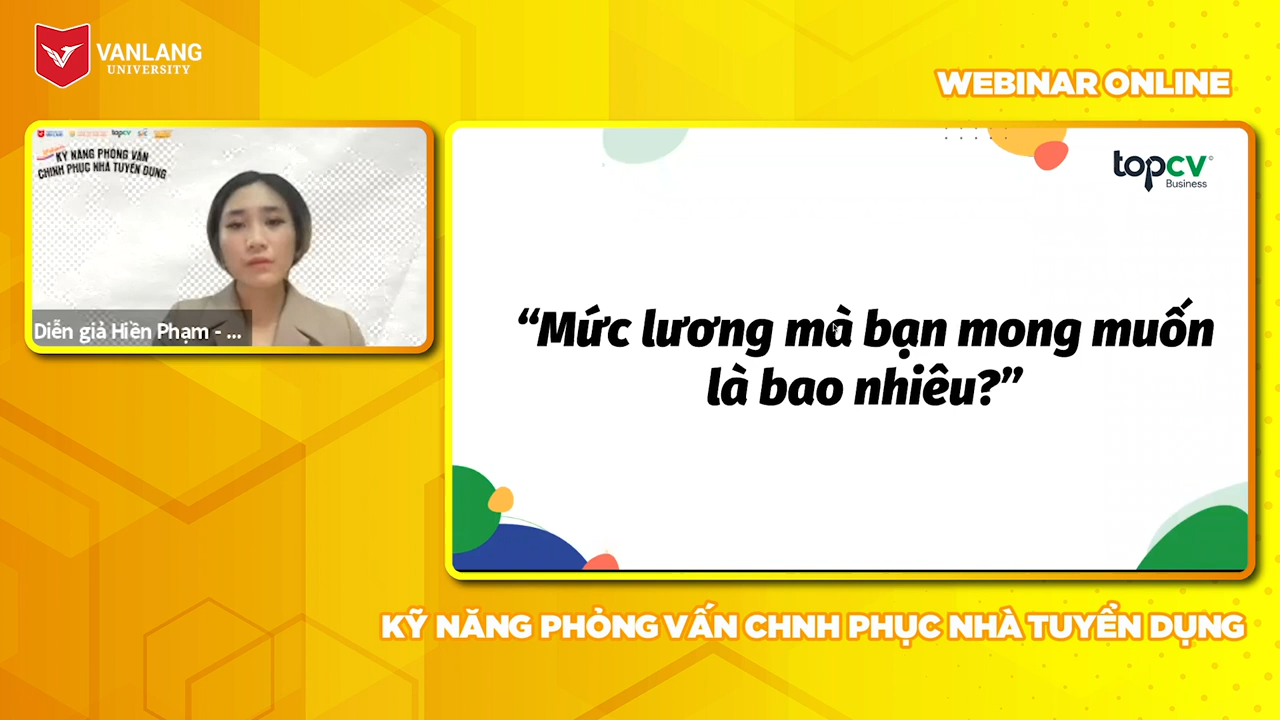 VANLANG
UNIVERSITY
WEBINAR ONLINE
topcv
KỸ NĂNG PHỎNG VẤN
CHINH PHỤC NHÀ TUYỂN DỤNG
Diễn giả Hiền Phạm - ...
topcv
Business
“Mức lương mà bạn mong muốn
là bao nhiêu?”
KỸ NĂNG PHỎNG VẤN CHNH PHỤC NHÀ TUYỂN DỤNG